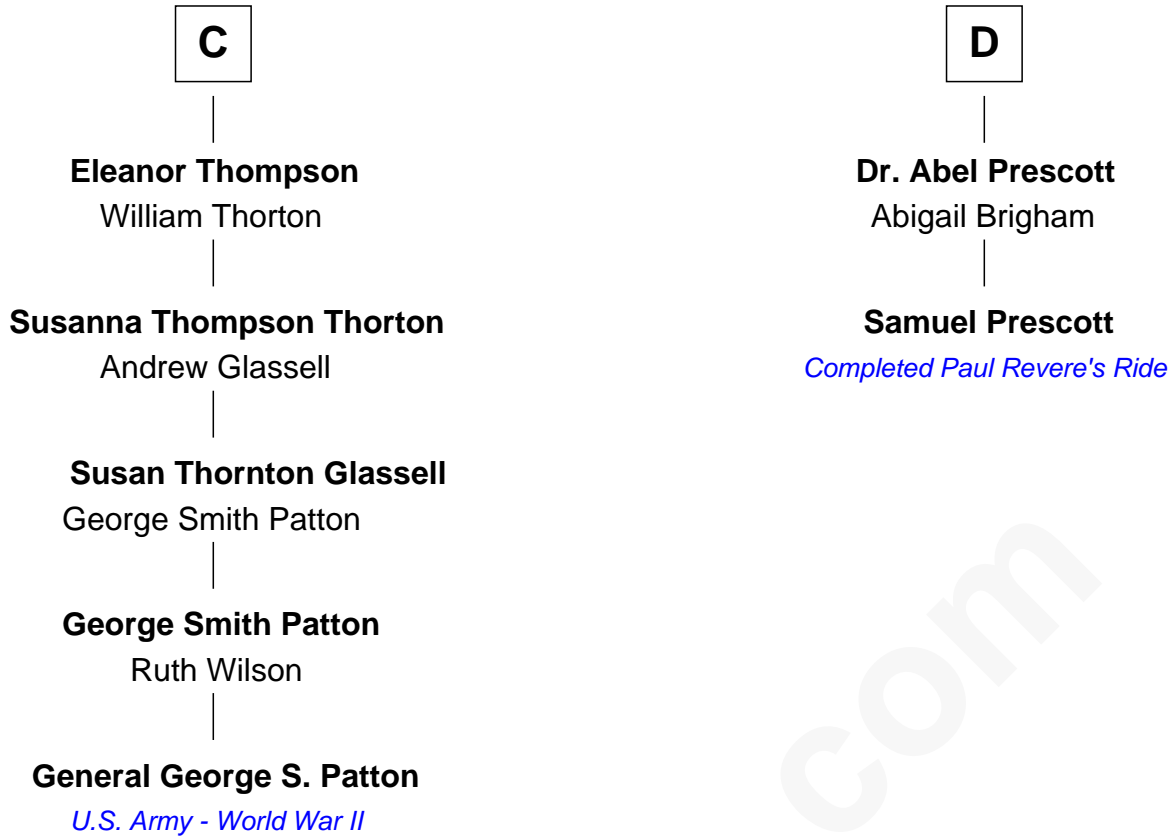 C
Eleanor Thompson
William Thorton
Susanna Thompson Thorton
Andrew Glassell
Susan Thornton Glassell
George Smith Patton
George Smith Patton
Ruth Wilson
General George S. Patton
U.S. Army - World War II
D
Dr. Abel Prescott
Abigail Brigham
Samuel Prescott
Completed Paul Revere's Ride
com